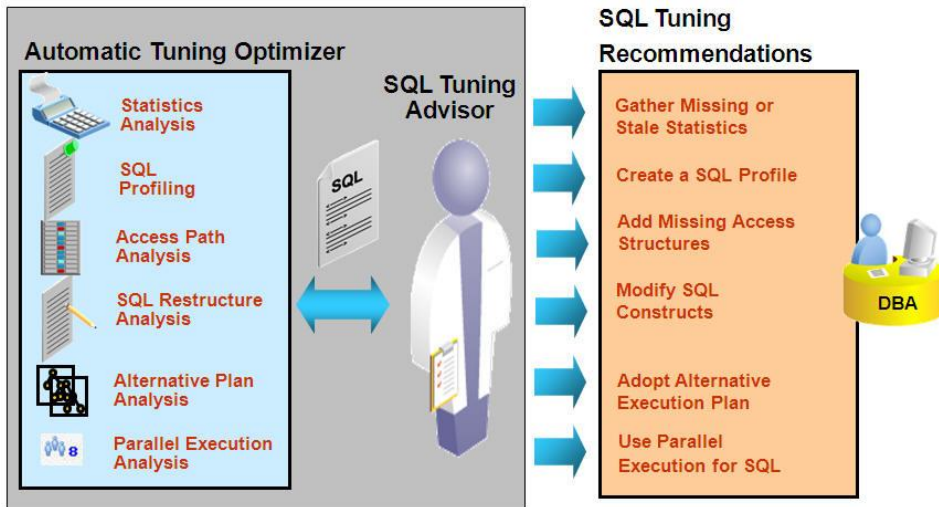 Automatic Tuning Optimizer
Statistics
Analysis
SQL
Profiling
Access Path
Analysis
SQL Restructure
Analysis
Alternative Plan
Analysis
8
Parallel Execution
Analysis
SQL
SQL Tuning
Advisor
SQL Tuning
Recommendations
Gather Missing or
Stale Statistics
Create a SQL Profile
Add Missing Access
Structures
Modify SQL
Constructs
Adopt Alternative
Execution Plan
Use Parallel
Execution for SQL
DBA